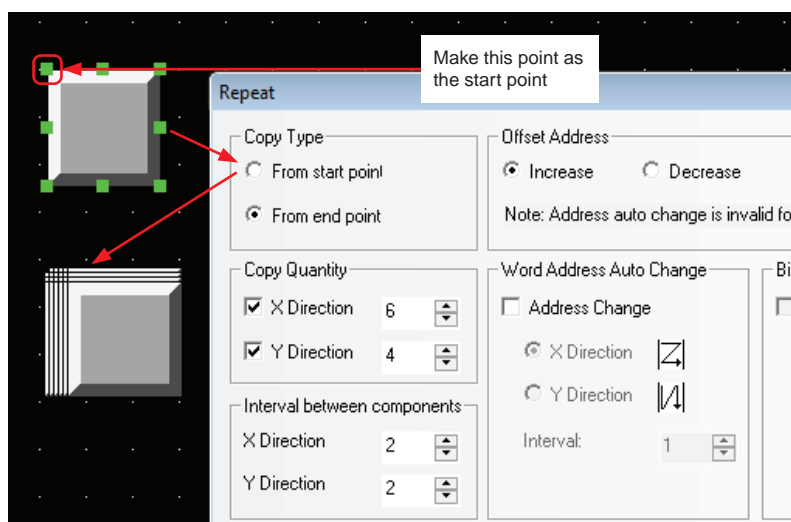 Make this point as
the start point
Repeat
Copy Type
From start point
From end point
Offset Address
Increase
Decrease
Note: Address auto change is invalid fo
Copy Quantity
X Direction 6
Y Direction 4
Word Address Auto Change
Address Change
X Direction
Y Direction
Interval: 1
Bi
Interval between components
X Direction 2
Y Direction 2